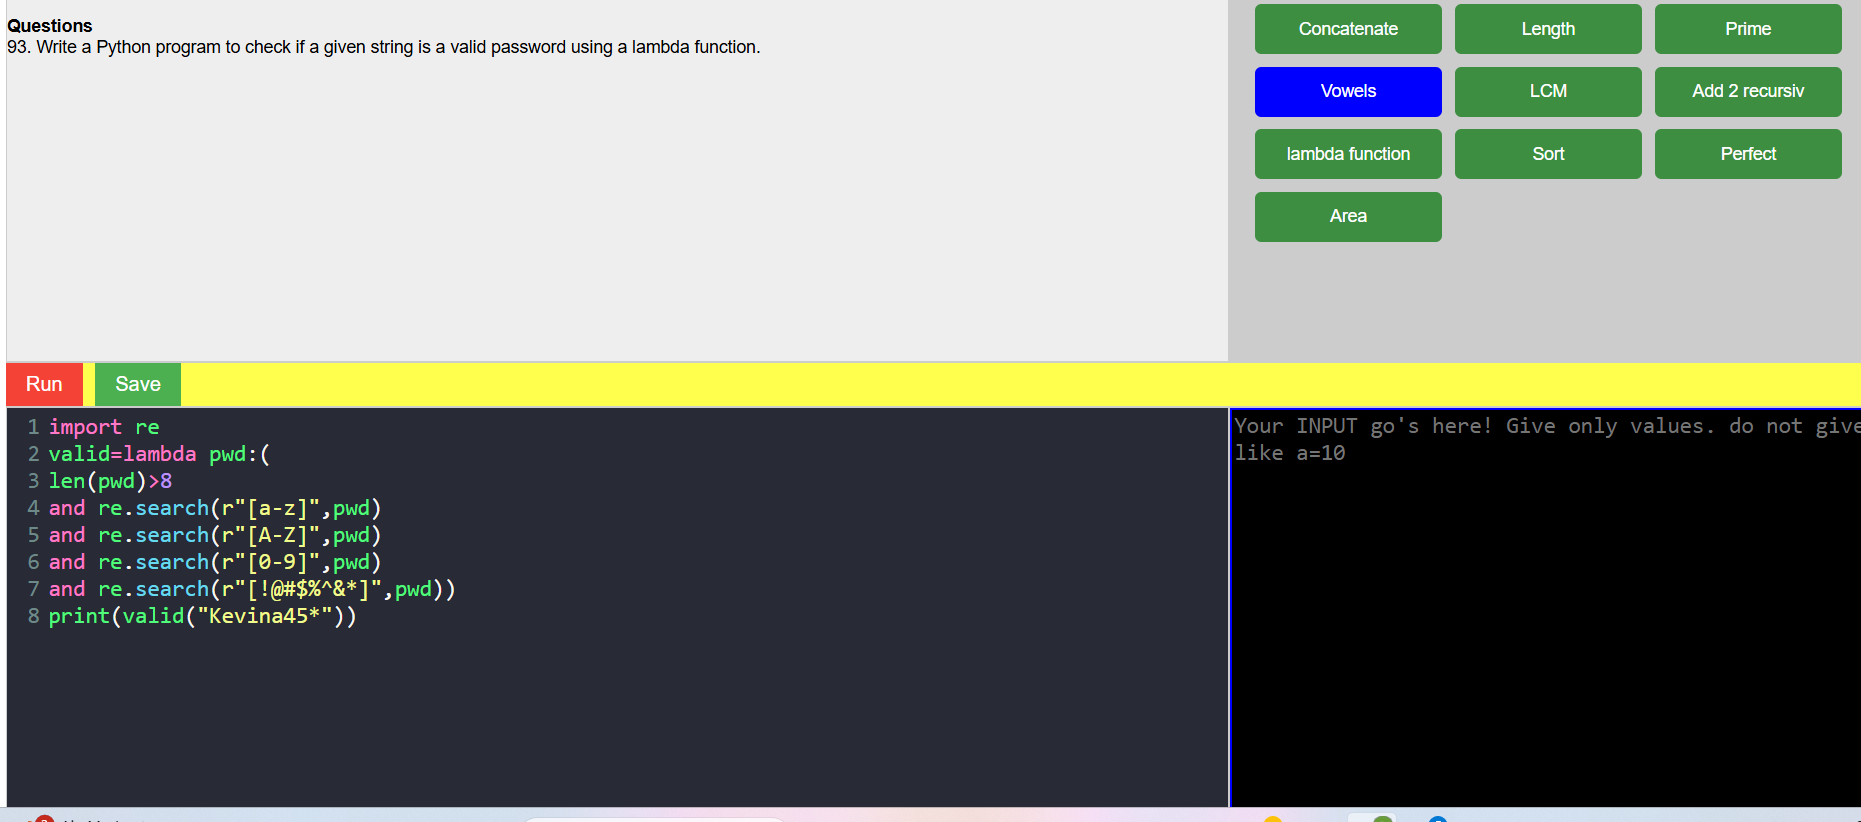 Questions
93. Write a Python program to check if a given string is a valid password using a lambda function.
Concatenate
Length
Prime
Vowels
LCM
Add 2 recursiv
lambda function
Sort
Perfect
Area
Run
Save
1 import re
2 valid=lambda pwd:(
3 len(pwd)>8
4 and re.search(r"[a-z]",pwd)
5 and re.search(r"[A-Z]",pwd)
6 and re.search(r"[0-9]",pwd)
7 and re.search(r"[!@#$%^&*]",pwd))
8 print(valid("Kevina45*"))
Your INPUT go's here! Give only values. do not give
like a=10